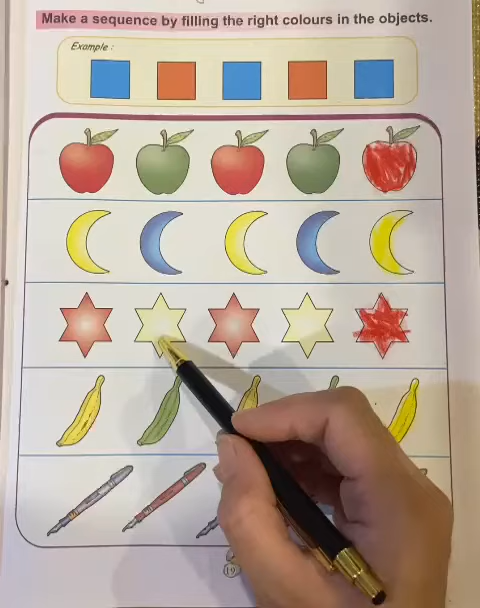 Make a sequence by filling the right colours in the objects.
Example :
19